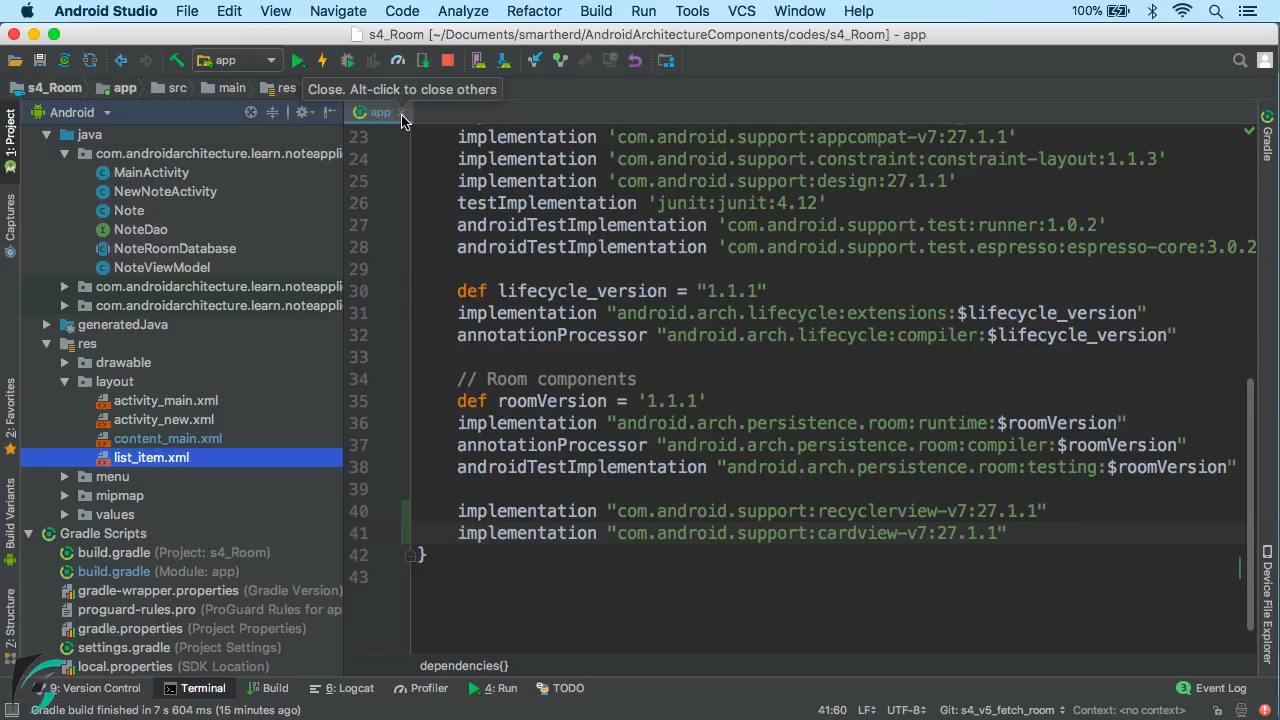 Android Studio File Edit View Navigate Code Analyze Refactor Build Run Tools VCS Window Help 100%
s4_Room [~/Documents/smartherd/AndroidArchitectureComponents/codes/s4_Room] - app
app
s4_Room app src main res
Close. Alt-click to close others
Android
app
1: Project
Captures
2: Favorites
Build Variants
Z: Structure
java
com.androidarchitecture.learn.noteappli
MainActivity
NewNoteActivity
Note
NoteDao
NoteRoomDatabase
NoteViewModel
com.androidarchitecture.learn.noteappli
com.androidarchitecture.learn.noteappli
generatedJava
res
drawable
layout
activity_main.xml
activity_new.xml
content_main.xml
list_item.xml
menu
mipmap
values
Gradle Scripts
build.gradle (Project: s4_Room)
build.gradle (Module: app)
gradle-wrapper.properties (Gradle Version)
proguard-rules.pro (ProGuard Rules for ap
gradle.properties (Project Properties)
settings.gradle (Project Settings)
local.properties (SDK Location)
23 implementation 'com.android.support:appcompat-v7:27.1.1'
24 implementation 'com.android.support.constraint:constraint-layout:1.1.3'
25 implementation 'com.android.support:design:27.1.1'
26 testImplementation 'junit:junit:4.12'
27 androidTestImplementation 'com.android.support.test:runner:1.0.2'
28 androidTestImplementation 'com.android.support.test.espresso:espresso-core:3.0.2
29
30 def lifecycle_version = "1.1.1"
31 implementation "android.arch.lifecycle:extensions:$lifecycle_version"
32 annotationProcessor "android.arch.lifecycle:compiler:$lifecycle_version"
33
34 // Room components
35 def roomVersion = '1.1.1'
36 implementation "android.arch.persistence.room:runtime:$roomVersion"
37 annotationProcessor "android.arch.persistence.room:compiler:$roomVersion"
38 androidTestImplementation "android.arch.persistence.room:testing:$roomVersion"
39
40 implementation "com.android.support:recyclerview-v7:27.1.1"
41 implementation "com.android.support:cardview-v7:27.1.1"
42 }
43
dependencies{}
Gradle
Device File Explorer
9: Version Control Terminal Build 6: Logcat Profiler 4: Run TODO 3 Event Log
Gradle build finished in 7 s 604 ms (15 minutes ago) 41:60 LF UTF-8 Git: s4_v5_fetch_room Context: <no context>